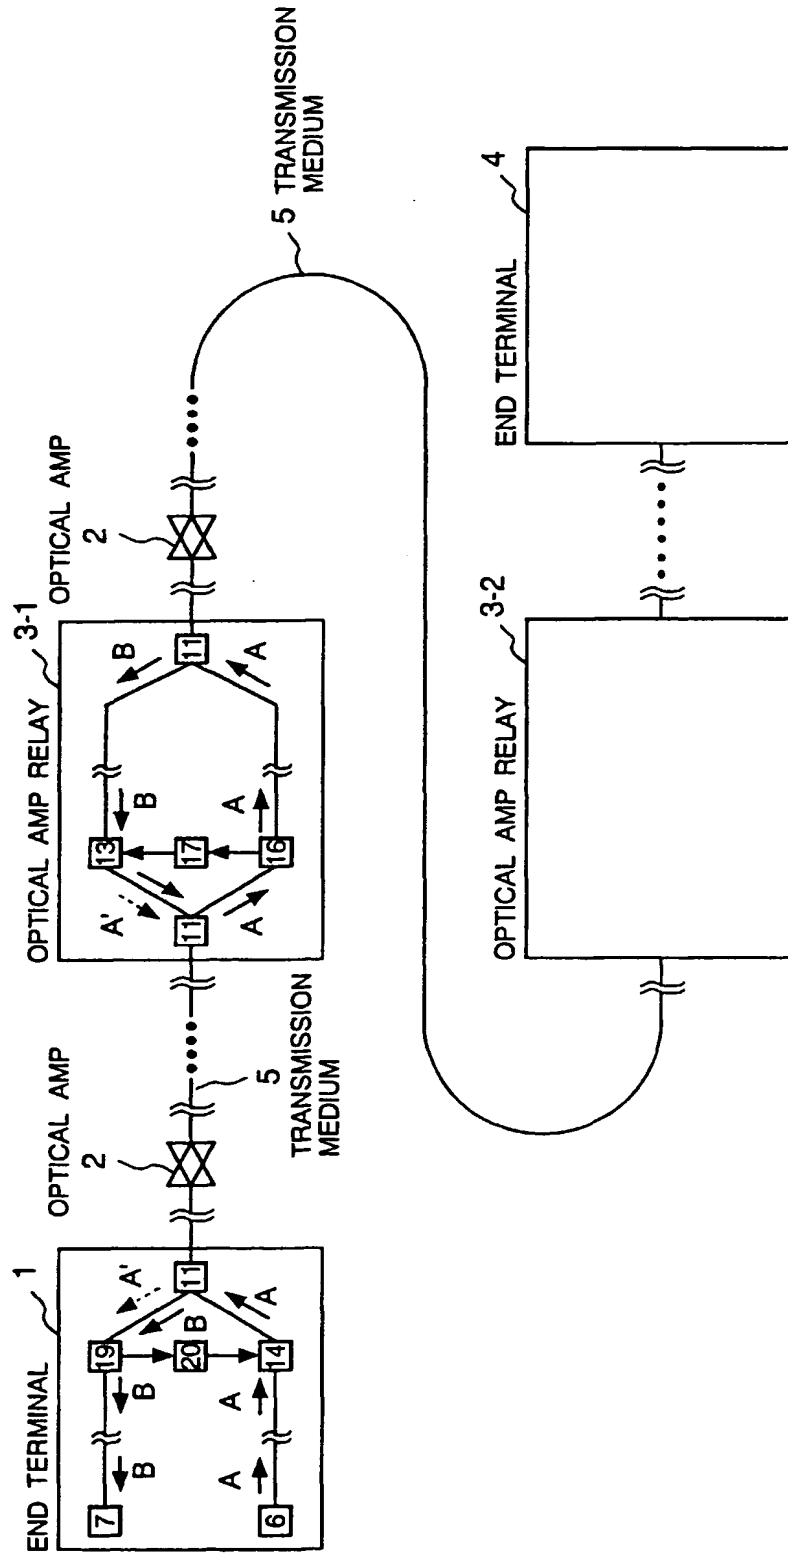 END TERMINAL
1
7
B
B
19
A'
B
11
20
6
A
A
14
A
OPTICAL AMP
2
5
TRANSMISSION
MEDIUM
OPTICAL AMP RELAY
3-1
A'
13
B
B
11
17
11
A
16
A
A
OPTICAL AMP
2
5 TRANSMISSION
MEDIUM
OPTICAL AMP RELAY
3-2
END TERMINAL
4